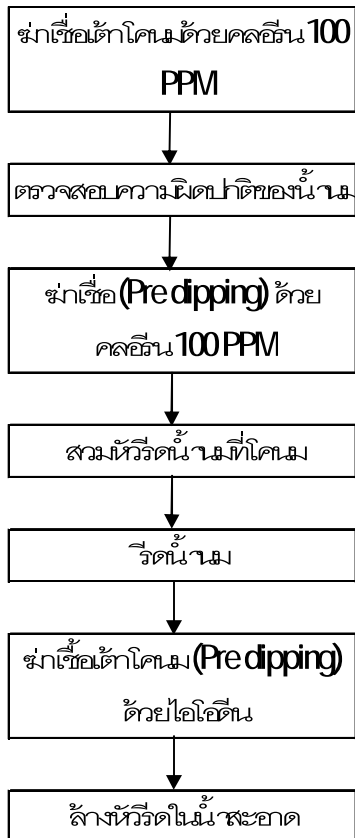 ฆ่าเชื่อเต้าโคนมด้วยคลอรีน 100
PPM
ตรวจสอบความผิดปกติของน้ำนม
ฆ่าเชื่อ (Pre dipping) ด้วย
คลอรีน 100 PPM
สวมหัวรีดน้ำนมที่โคนม
รีดน้ำนม
ฆ่าเชื้อเต้าโคนม (Pre dipping)
ด้วยไอโอดีน
ล้างหัวรีดในน้ำสะอาด